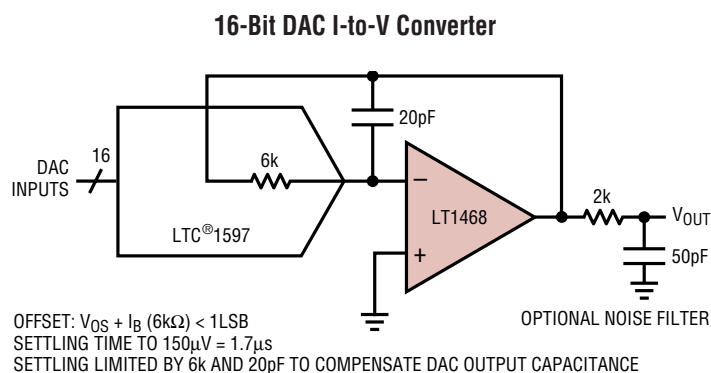 16-Bit DAC I-to-V Converter
20pF
16
DAC
INPUTS
6k
LTC®1597
–
LT1468
+
2k
VOUT
50pF
OPTIONAL NOISE FILTER
OFFSET: VOS + IB (6kΩ) < 1LSB
SETTLING TIME TO 150µV = 1.7µs
SETTLING LIMITED BY 6k AND 20pF TO COMPENSATE DAC OUTPUT CAPACITANCE